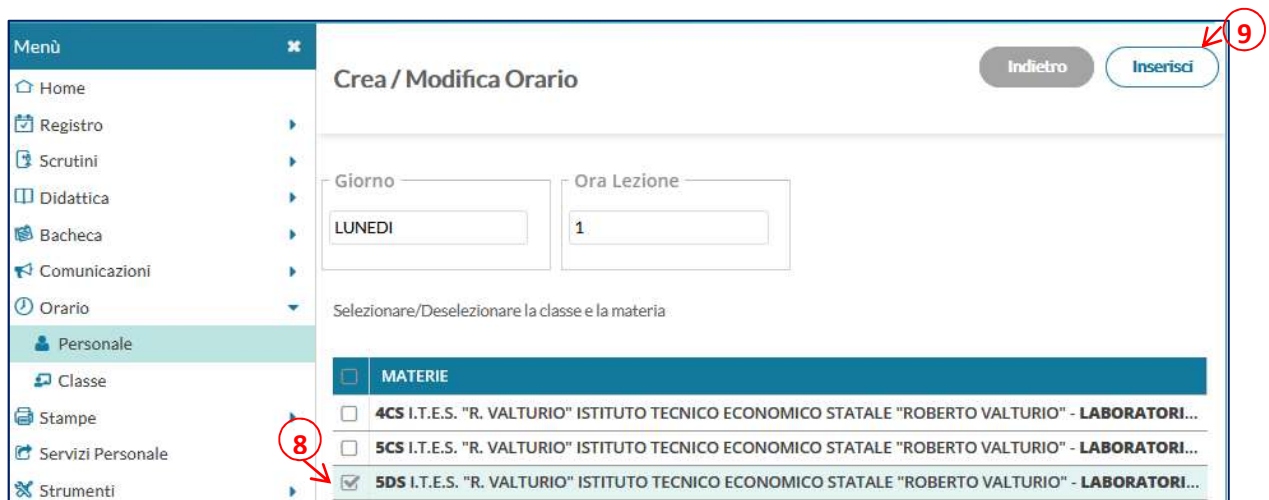 Menù
9
Crea / Modifica Orario
Indietro
Inserisci
Home
Registro
Scrutini
Didattica
Bacheca
Comunicazioni
Orario
Personale
Classe
Stampe
Servizi Personale
Strumenti
Giorno
Ora Lezione
LUNEDI
1
Selezionare/Deselezionare la classe e la materia
MATERIE
4CS I.T.E.S. "R. VALTURIO" ISTITUTO TECNICO ECONOMICO STATALE "ROBERTO VALTURIO" - LABORATORI...
5CS I.T.E.S. "R. VALTURIO" ISTITUTO TECNICO ECONOMICO STATALE "ROBERTO VALTURIO" - LABORATORI...
8
5DS I.T.E.S. "R. VALTURIO" ISTITUTO TECNICO ECONOMICO STATALE "ROBERTO VALTURIO" - LABORATORI...